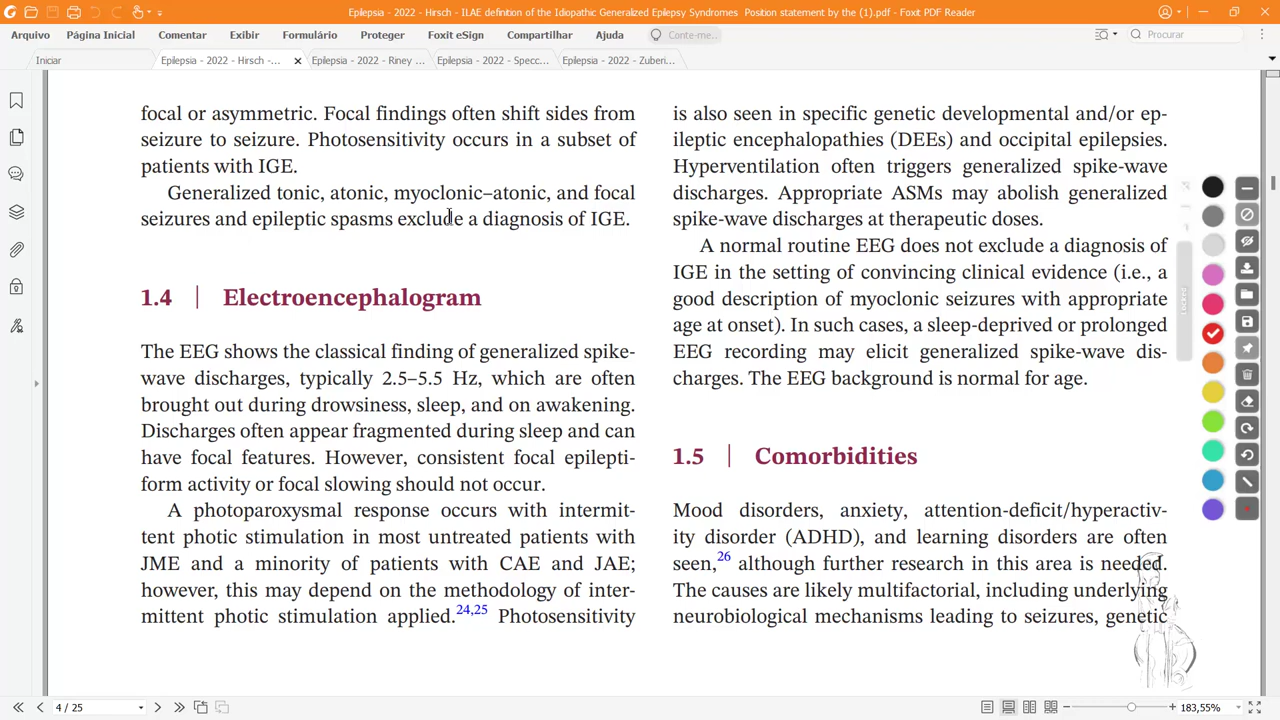 Epilepsia - 2022 - Hirsch - ILAE definition of the Idiopathic Generalized Epilepsy Syndromes Position statement by the (1).pdf - Foxit PDF Reader
Arquivo Página Inicial Comentar Exibir Formulário Proteger Foxit eSign Compartilhar Ajuda Conte-me... Procurar
Iniciar Epilepsia - 2022 - Hirsch -... Epilepsia - 2022 - Riney ... Epilepsia - 2022 - Specc... Epilepsia - 2022 - Zuberi...
focal or asymmetric. Focal findings often shift sides from
seizure to seizure. Photosensitivity occurs in a subset of
patients with IGE.
Generalized tonic, atonic, myoclonic–atonic, and focal
seizures and epileptic spasms exclude a diagnosis of IGE.
1.4 | Electroencephalogram
The EEG shows the classical finding of generalized spike-
wave discharges, typically 2.5–5.5 Hz, which are often
brought out during drowsiness, sleep, and on awakening.
Discharges often appear fragmented during sleep and can
have focal features. However, consistent focal epilepti-
form activity or focal slowing should not occur.
A photoparoxysmal response occurs with intermit-
tent photic stimulation in most untreated patients with
JME and a minority of patients with CAE and JAE;
however, this may depend on the methodology of inter-
mittent photic stimulation applied.24,25 Photosensitivity
is also seen in specific genetic developmental and/or ep-
ileptic encephalopathies (DEEs) and occipital epilepsies.
Hyperventilation often triggers generalized spike-wave
discharges. Appropriate ASMs may abolish generalized
spike-wave discharges at therapeutic doses.
A normal routine EEG does not exclude a diagnosis of
IGE in the setting of convincing clinical evidence (i.e., a
good description of myoclonic seizures with appropriate
age at onset). In such cases, a sleep-deprived or prolonged
EEG recording may elicit generalized spike-wave dis-
charges. The EEG background is normal for age.
1.5 | Comorbidities
Mood disorders, anxiety, attention-deficit/hyperactiv-
ity disorder (ADHD), and learning disorders are often
seen,26 although further research in this area is needed.
The causes are likely multifactorial, including underlying
neurobiological mechanisms leading to seizures, genetic
4 / 25 183,55%